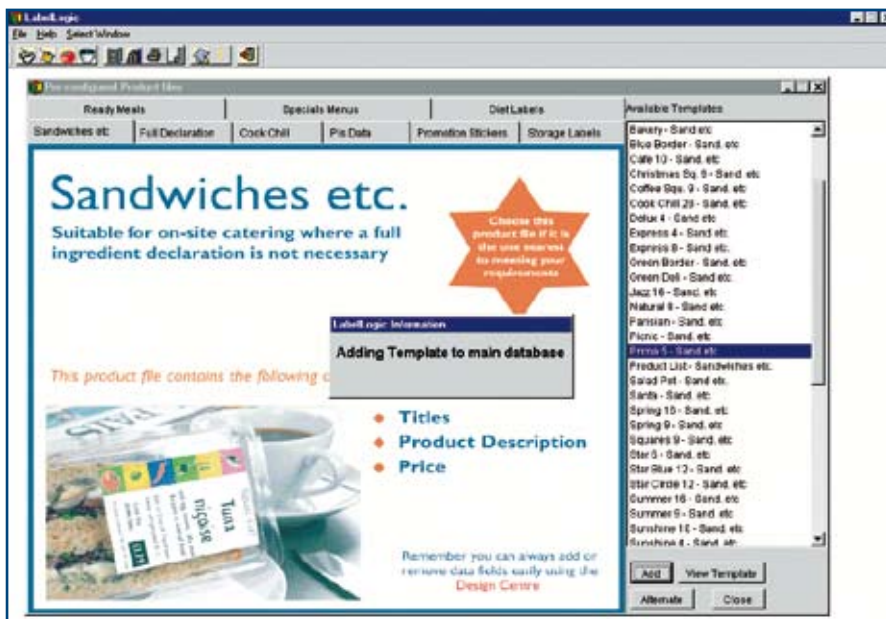 LabelLogic
File Help Select Window
Pre-configured Product files
Ready Meals Specials Menus Diet Labels
Sandwiches etc Full Declaration Cook Chill Pis Data Promotion Stickers Storage Labels
Available Templates
Sandwiches etc.
Suitable for on-site catering where a full
ingredient declaration is not necessary
Choose this
product file if it is
the one nearest
to meeting your
requirements
LabelLogic Information
Adding Template to main database
This product file contains the following
Titles
Product Description
Price
Tuna
niçoise
Remember you can always add or
remove data fields easily using the
Design Centre
Bakery - Sand etc
Blue Border - Sand. etc
Cafe 10 - Sand. etc
Christmas Sq. 9 - Sand. etc
Coffee Sqs. 9 - Sand. etc
Cook Chill 28 - Sand. etc
Delux 4 - Sand etc
Express 4 - Sand. etc
Express 8 - Sand. etc
Green Border - Sand. etc
Green Deli - Sand. etc
Jazz 16 - Sand. etc
Natural 8 - Sand. etc
Parisian - Sand. etc
Picnic - Sand. etc
Prima 5 - Sand. etc
Product List - Sandwiches etc.
Salad Pot - Sand etc.
Santa - Sand. etc
Spring 16 - Sand. etc
Spring 9 - Sand. etc
Squares 9 - Sand. etc
Star 6 - Sand. etc
Star Blue 12 - Sand. etc
Star Circle 12 - Sand. etc
Summer 16 - Sand. etc
Summer 9 - Sand. etc
Sunshine 16 - Sand. etc
Sunshine 4 - Sand. etc
Add View Template
Alternate Close